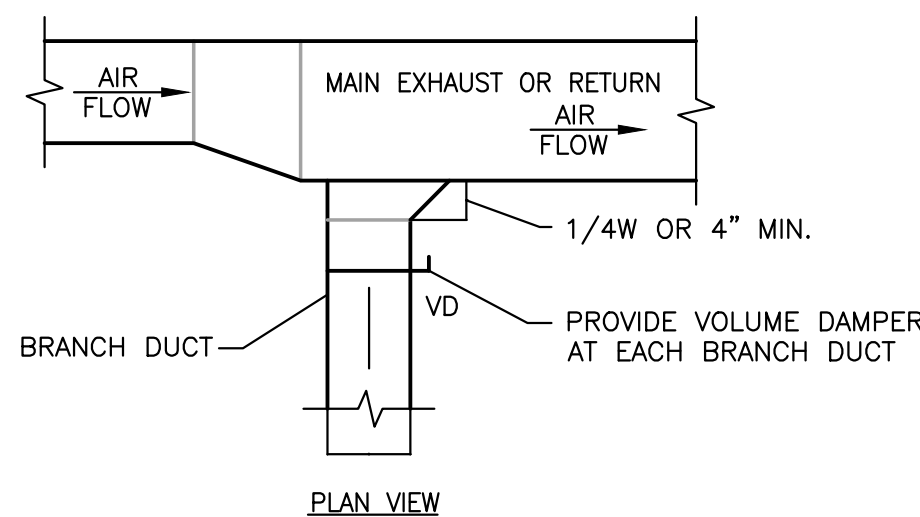 AIR
FLOW
MAIN EXHAUST OR RETURN
AIR
FLOW
1/4W OR 4" MIN.
VD
PROVIDE VOLUME DAMPER
AT EACH BRANCH DUCT
BRANCH DUCT
PLAN VIEW